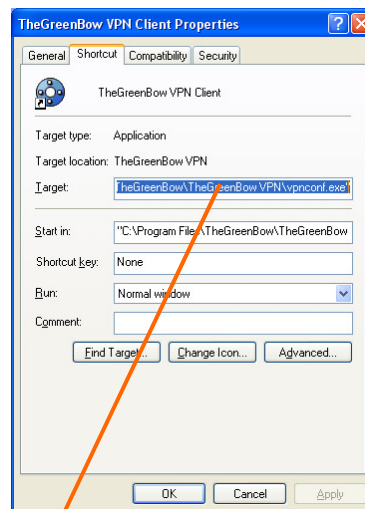 TheGreenBow VPN Client Properties
General Shortcut Compatibility Security
TheGreenBow VPN Client
Target type: Application
Target location: TheGreenBow VPN
Target: TheGreenBow\TheGreenBow VPN\vpnconf.exe"
Start in: "C:\Program Files\TheGreenBow\TheGreenBow
Shortcut key: None
Run: Normal window
Comment:
Find Target... Change Icon... Advanced...
OK Cancel Apply